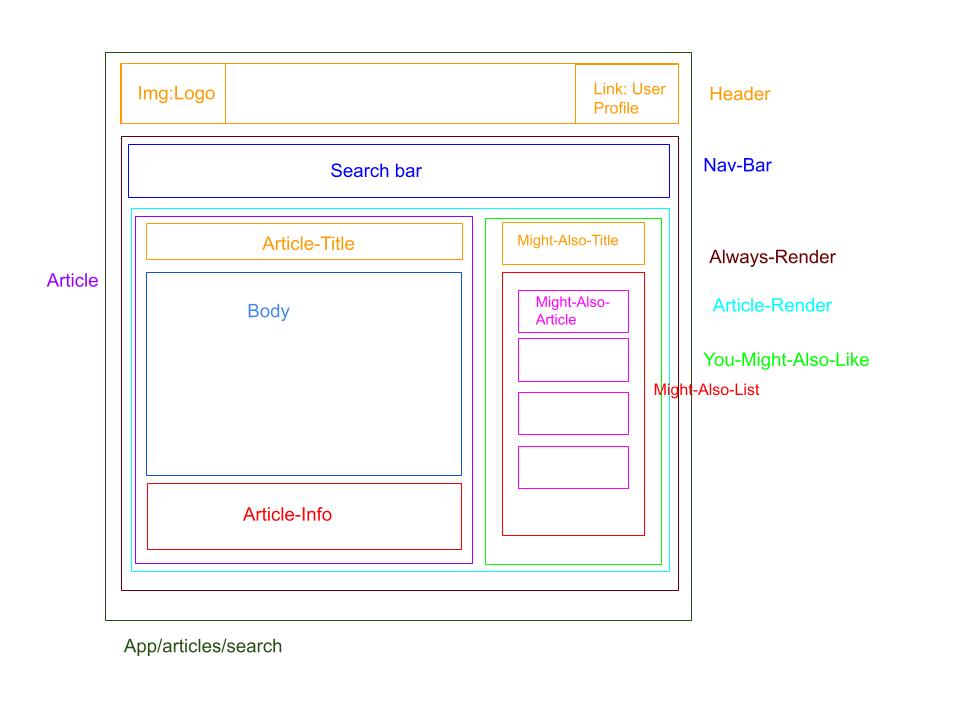 Img:Logo
Link: User
Profile
Header
Search bar
Nav-Bar
Article-Title
Might-Also-Title
Always-Render
Article
Body
Might-Also-
Article
Article-Render
You-Might-Also-Like
Might-Also-List
Article-Info
App/articles/search